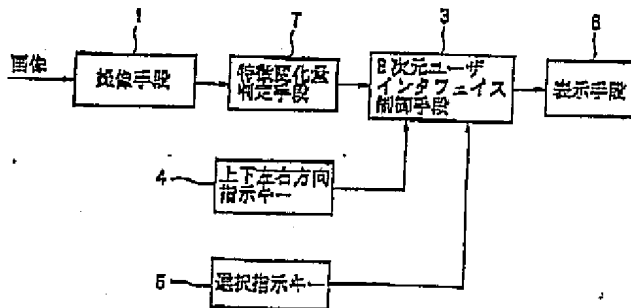 1
7
3
6
画像
撮像手段
特徴変化量
判定手段
2次元ユーザ
インタフェイス
制御手段
表示手段
4
上下左右方向
指示キー
5
選択指示キー